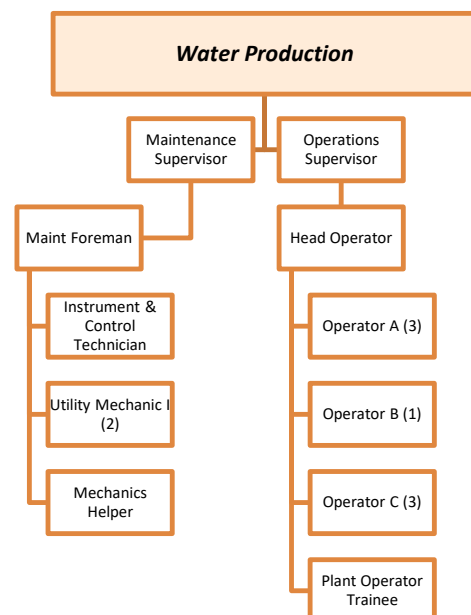 Water Production
Maintenance
Supervisor
Operations
Supervisor
Maint Foreman
Head Operator
Instrument &
Control
Technician
Operator A (3)
Utility Mechanic I
(2)
Operator B (1)
Mechanics
Helper
Operator C (3)
Plant Operator
Trainee